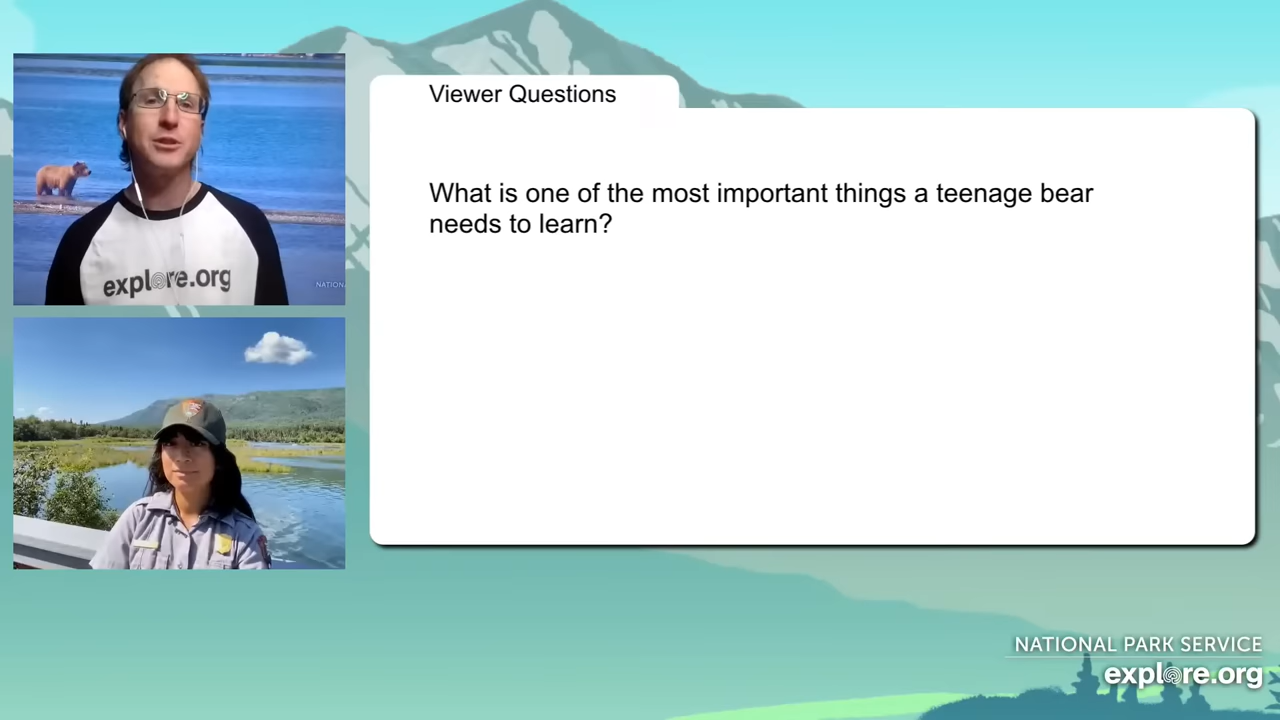 Viewer Questions
What is one of the most important things a teenage bear
needs to learn?
explore.org
NATIONA
NATIONAL PARK SERVICE
explore.org